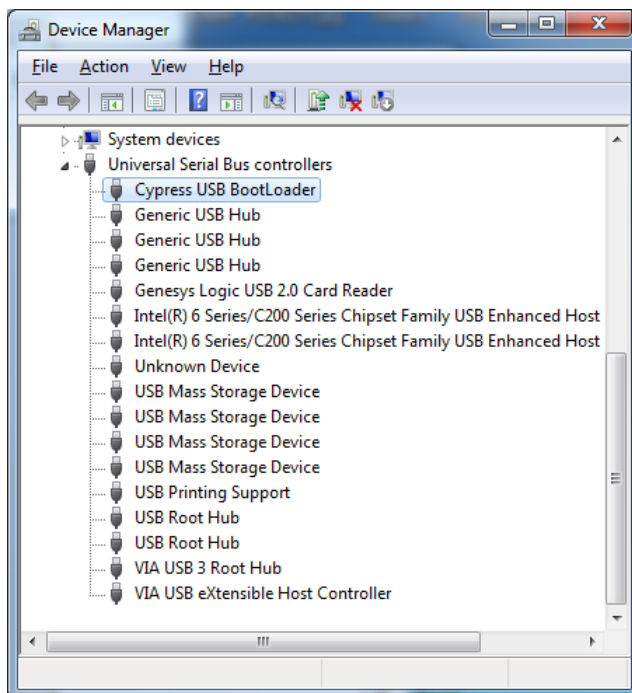 Device Manager
File Action View Help
System devices
Universal Serial Bus controllers
Cypress USB BootLoader
Generic USB Hub
Generic USB Hub
Generic USB Hub
Genesys Logic USB 2.0 Card Reader
Intel(R) 6 Series/C200 Series Chipset Family USB Enhanced Host
Intel(R) 6 Series/C200 Series Chipset Family USB Enhanced Host
Unknown Device
USB Mass Storage Device
USB Mass Storage Device
USB Mass Storage Device
USB Mass Storage Device
USB Printing Support
USB Root Hub
USB Root Hub
VIA USB 3 Root Hub
VIA USB eXtensible Host Controller